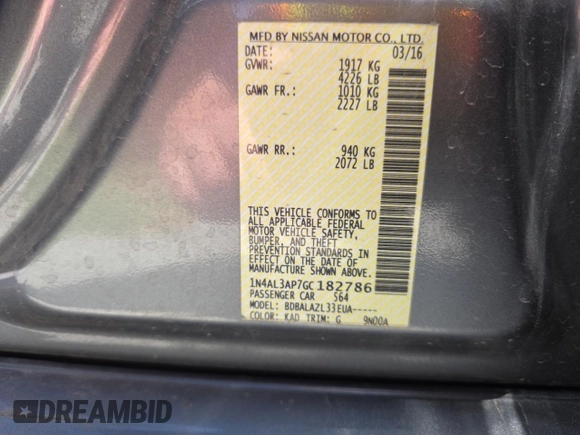 MFD BY NISSAN MOTOR CO., LTD.
DATE: 03/16
GVWR: 1917 KG
4226 LB
GAWR FR.: 1010 KG
2227 LB
GAWR RR.: 940 KG
2072 LB
THIS VEHICLE CONFORMS TO
ALL APPLICABLE FEDERAL
MOTOR VEHICLE SAFETY,
BUMPER, AND THEFT
PREVENTION STANDARDS IN
EFFECT ON THE DATE OF
MANUFACTURE SHOWN ABOVE.
1N4AL3AP7GC182786
PASSENGER CAR 564
MODEL: BDBALAZL33EUA-----
COLOR: KAD TRIM: G 9N00A
DREAMBID